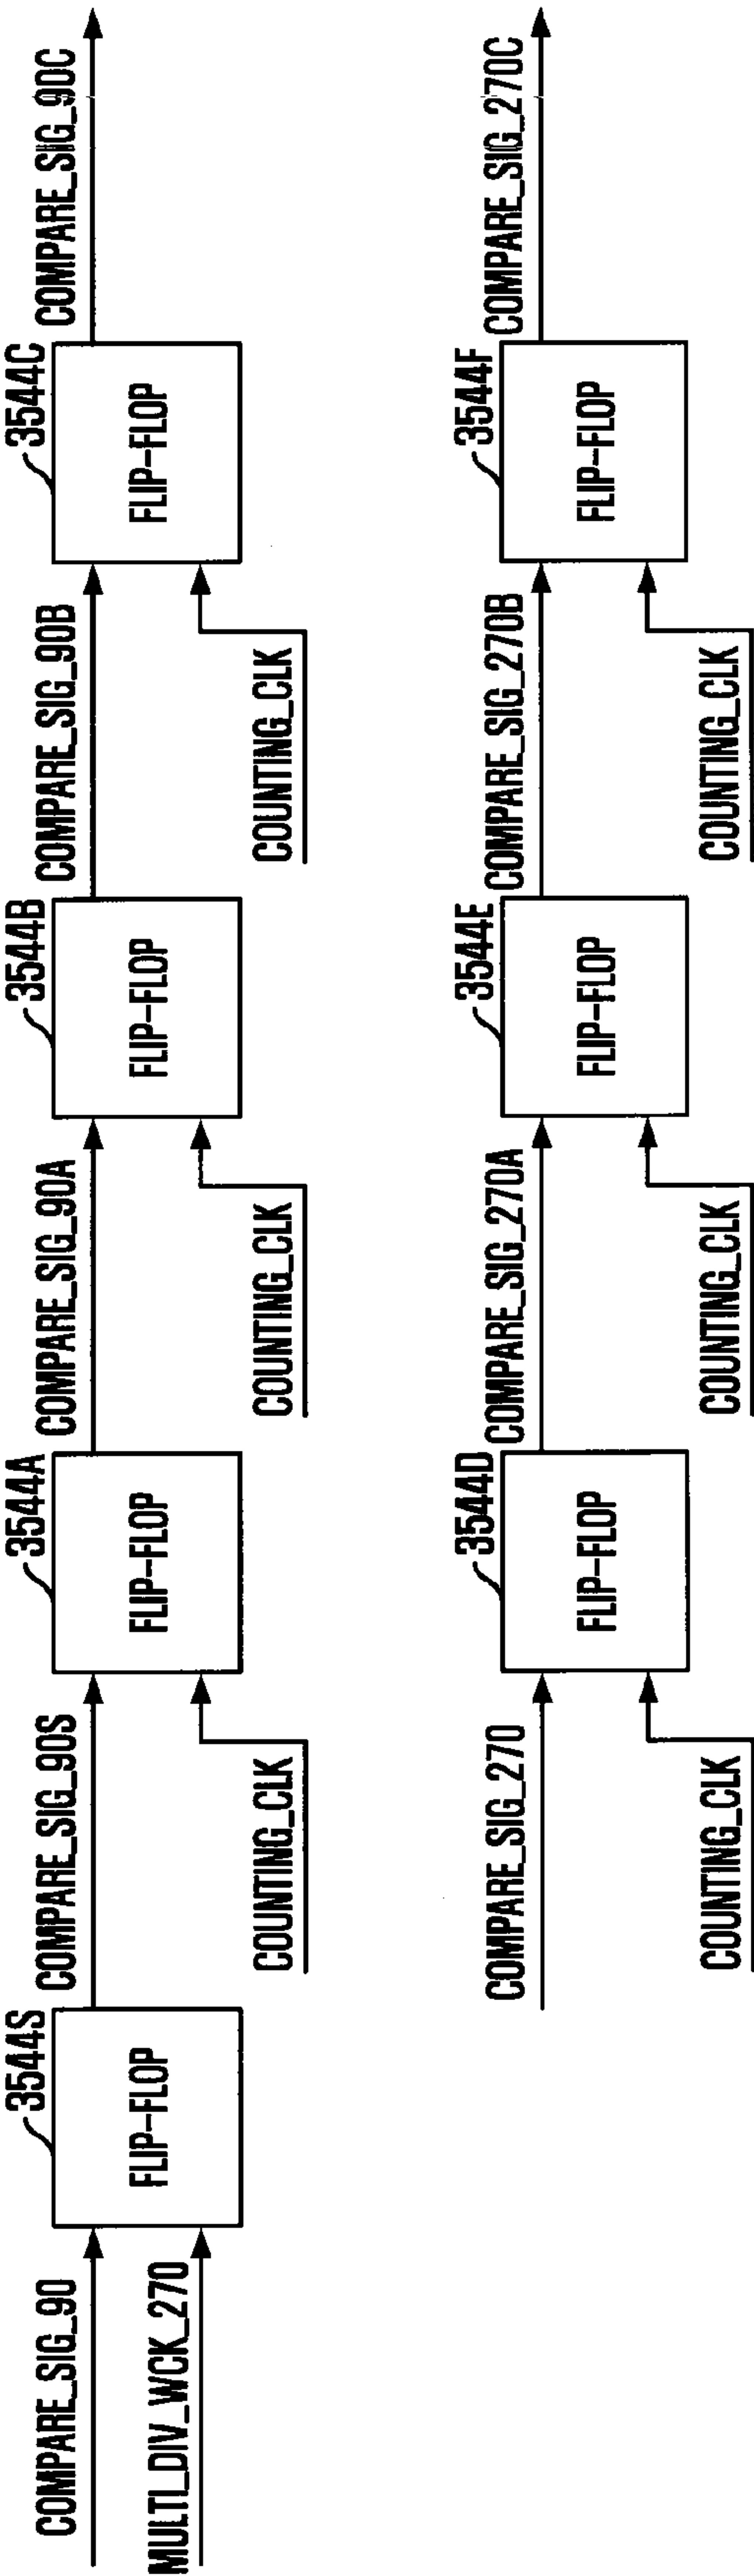 COMPARE_SIG_90
MULTI_DIV_WCK_270
3544S
FLIP-FLOP
COMPARE_SIG_90S
COUNTING_CLK
3544A
FLIP-FLOP
COMPARE_SIG_90A
COUNTING_CLK
3544B
FLIP-FLOP
COMPARE_SIG_90B
COUNTING_CLK
3544C
FLIP-FLOP
COMPARE_SIG_90C
COMPARE_SIG_270
COUNTING_CLK
3544D
FLIP-FLOP
COMPARE_SIG_270A
COUNTING_CLK
3544E
FLIP-FLOP
COMPARE_SIG_270B
COUNTING_CLK
3544F
FLIP-FLOP
COMPARE_SIG_270C